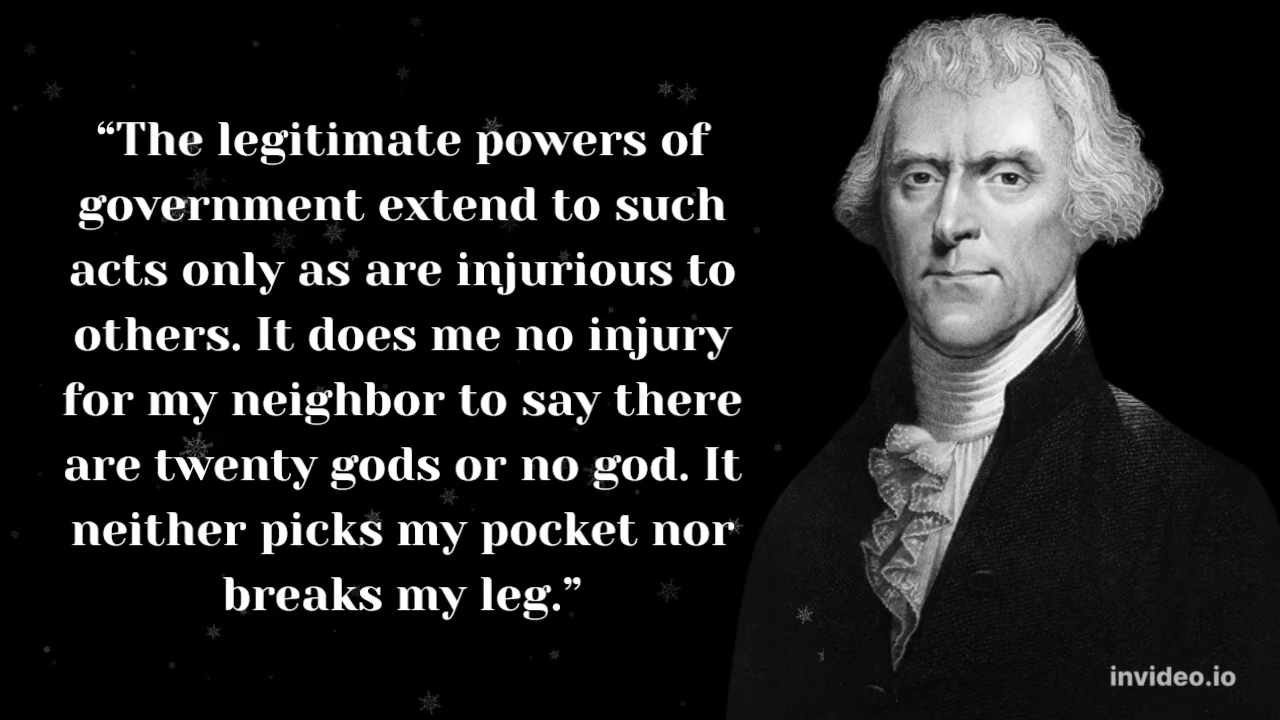 “The legitimate powers of
government extend to such
acts only as are injurious to
others. It does me no injury
for my neighbor to say there
are twenty gods or no god. It
neither picks my pocket nor
breaks my leg.”
invideo.io